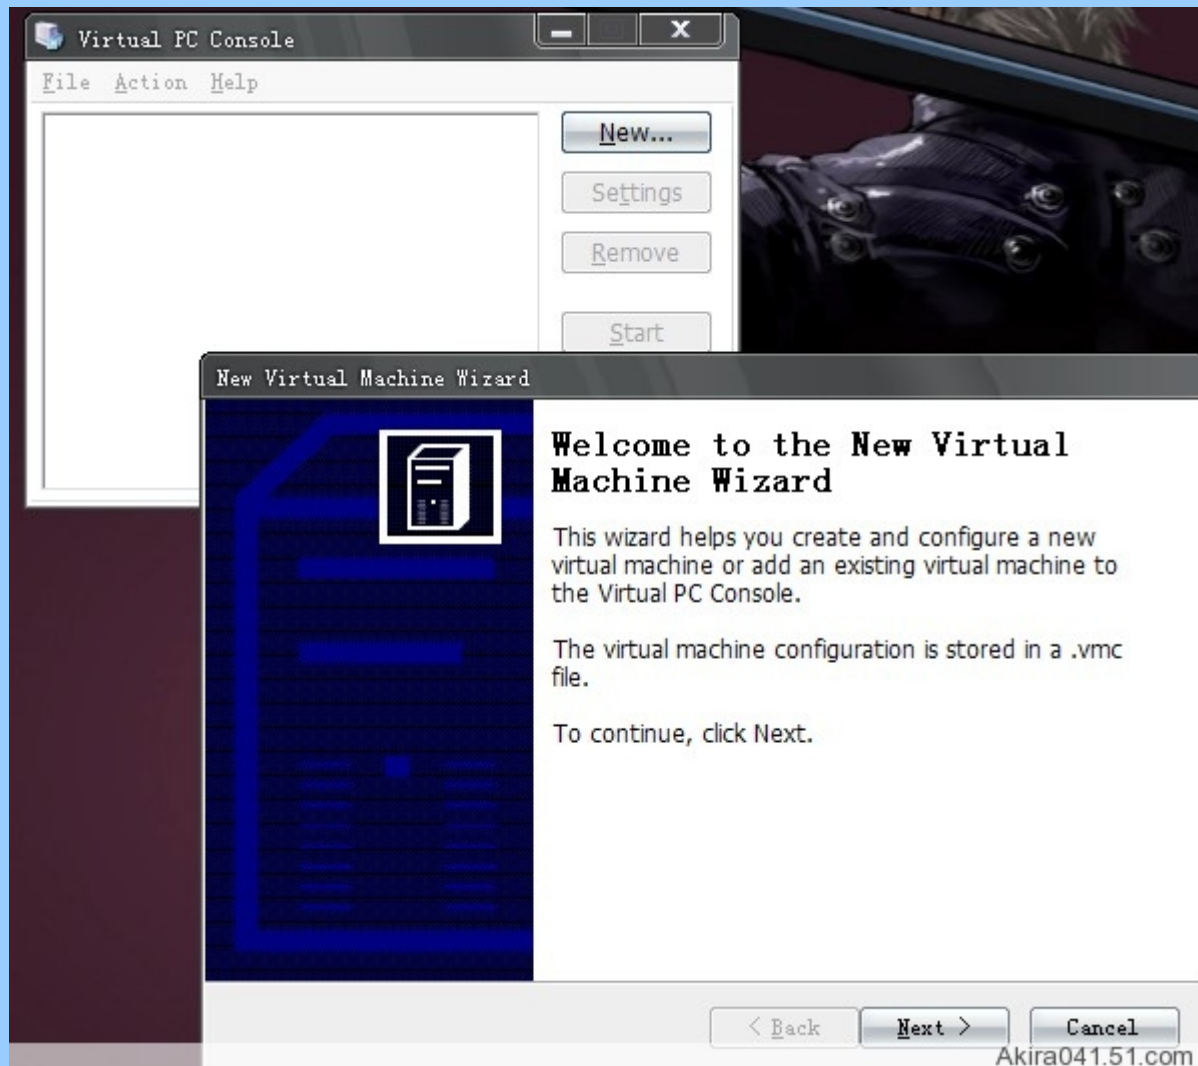 Virtual PC Console
File Action Help
New...
Settings
Remove
Start
New Virtual Machine Wizard
Welcome to the New Virtual
Machine Wizard
This wizard helps you create and configure a new
virtual machine or add an existing virtual machine to
the Virtual PC Console.
The virtual machine configuration is stored in a .vmc
file.
To continue, click Next.
< Back Next > Cancel
Akira041.51.com